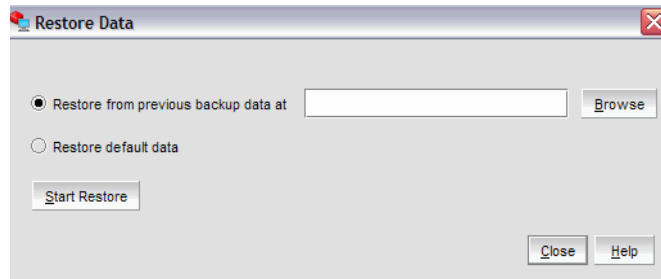 Restore Data
Restore from previous backup data at
Browse
Restore default data
Start Restore
Close Help